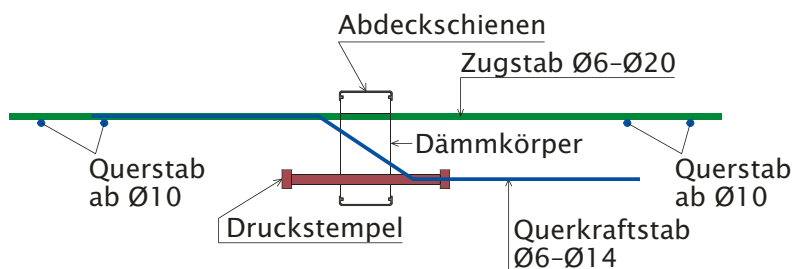 Abdeckschienen
Zugstab Ø6–Ø20
Dämmkörper
Querstab
ab Ø10
Querstab
ab Ø10
Druckstempel
Querkraftstab
Ø6–Ø14